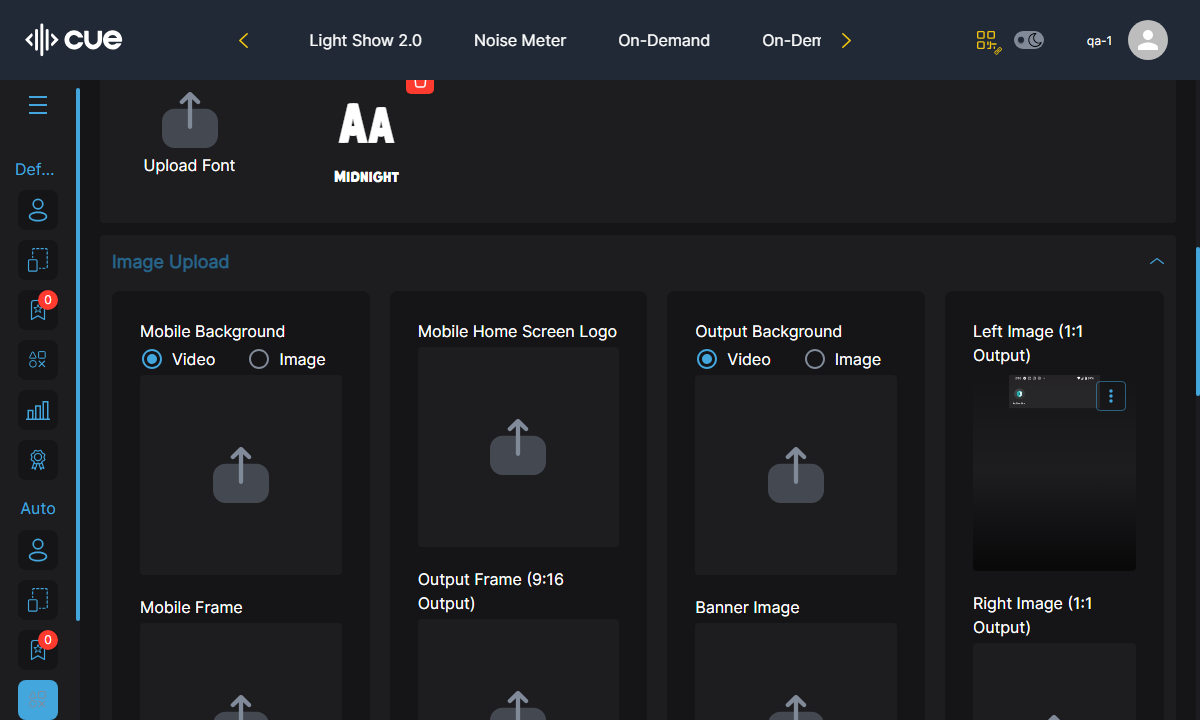 cue
Light Show 2.0
Noise Meter
On-Demand
On-Dem
qa-1
Def...
0
Auto
0
Upload Font
AA
MIDNIGHT
Image Upload
Mobile Background
Video
Image
Mobile Home Screen Logo
Output Background
Video
Image
Left Image (1:1
Output)
Mobile Frame
Output Frame (9:16
Output)
Banner Image
Right Image (1:1
Output)